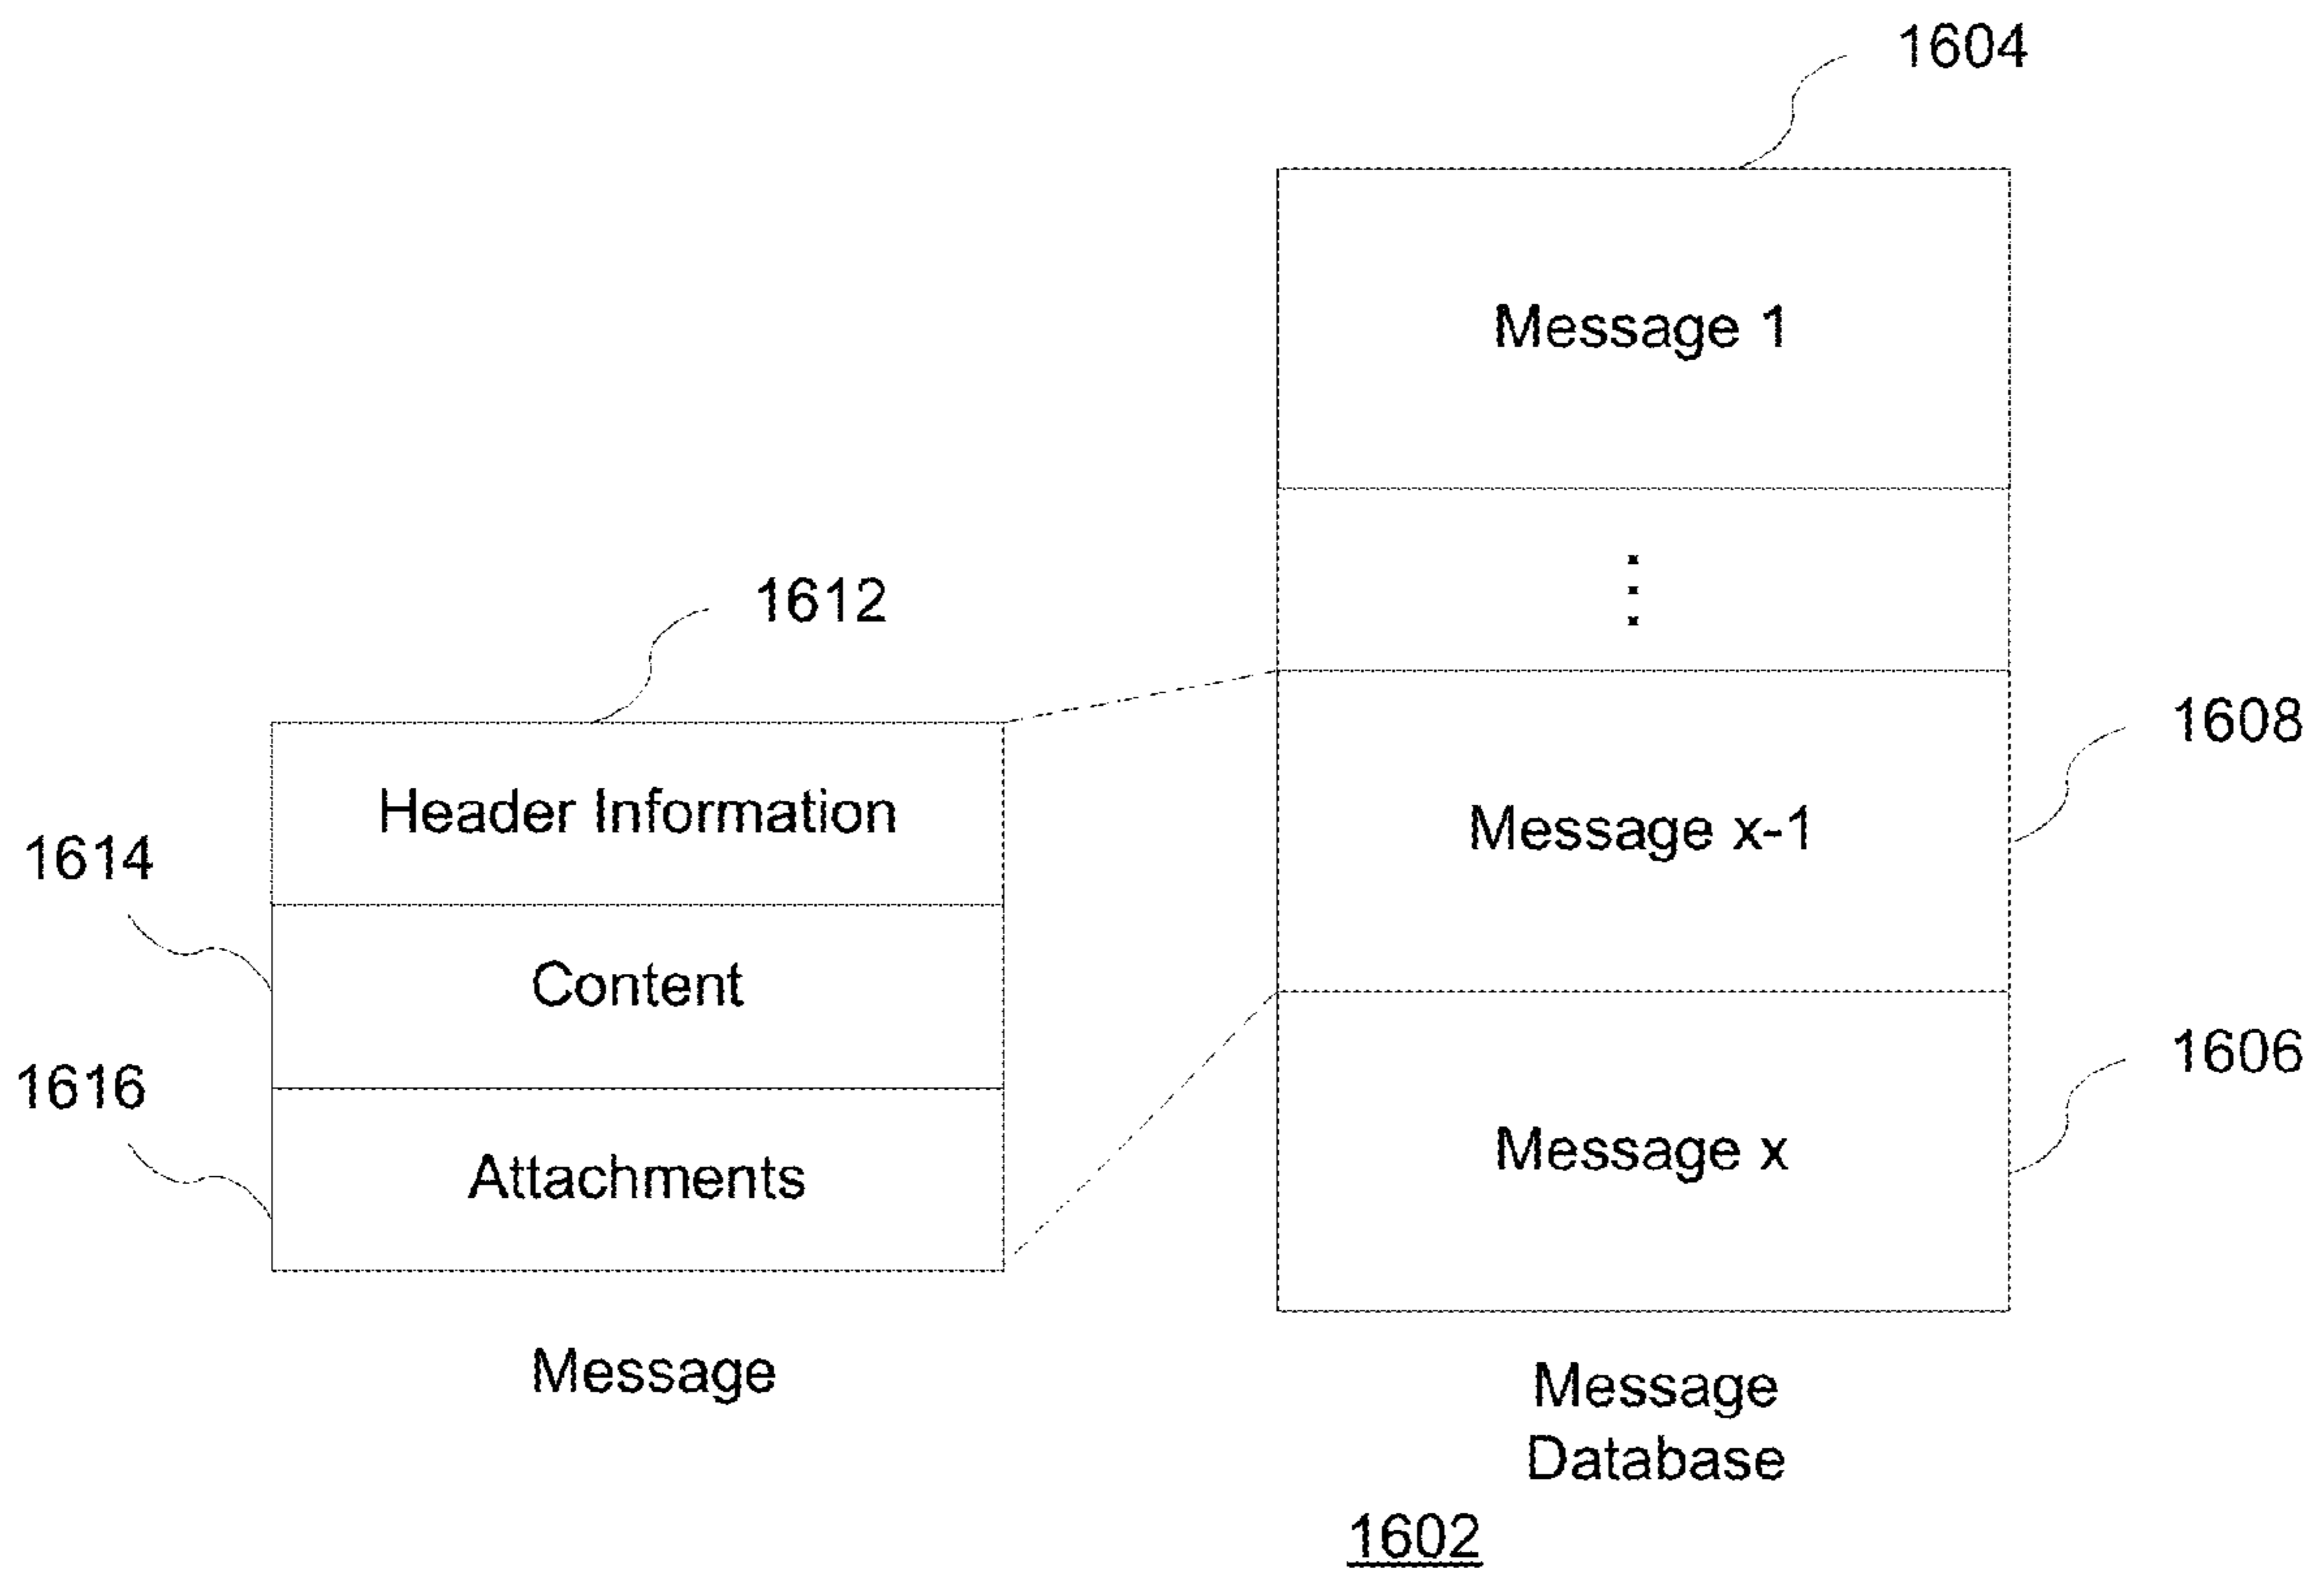 1604
Message 1
1612
1608
Header Information
Message x-1
1614
Content
1606
1616
Message x
Attachments
Message
Message
Database
1602